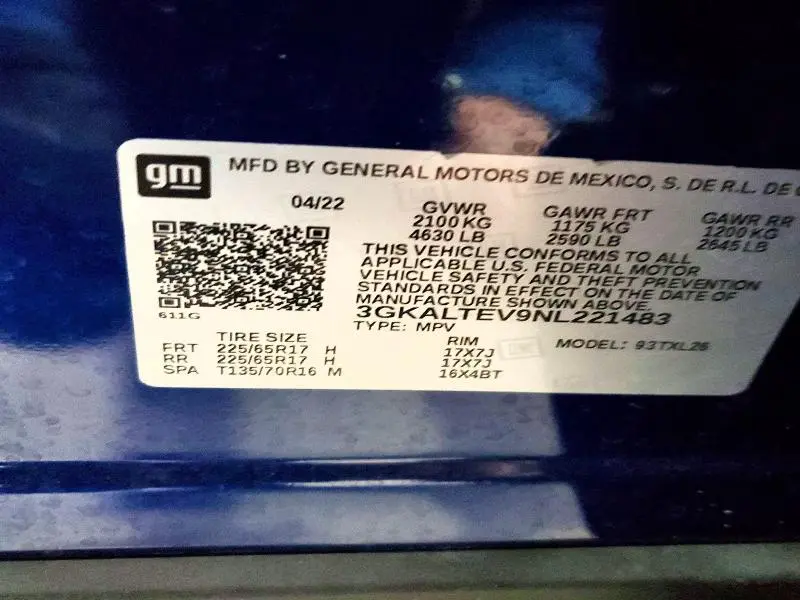 gm MFD BY GENERAL MOTORS DE MEXICO, S. DE R.L. DE
04/22 GVWR GAWR FRT GAWR RR
2100 KG 1175 KG 1200 KG
4630 LB 2590 LB 2645 LB
THIS VEHICLE CONFORMS TO ALL
APPLICABLE U.S. FEDERAL MOTOR
VEHICLE SAFETY AND THEFT PREVENTION
STANDARDS IN EFFECT ON THE DATE OF
MANUFACTURE SHOWN ABOVE
3GKALTEV9NL221483
611G
TYPE: MPV
TIRE SIZE RIM MODEL: 93TXL26
FRT 225/65R17 H 17X7J
RR 225/65R17 H 17X7J
SPA T135/70R16 M 16X4BT